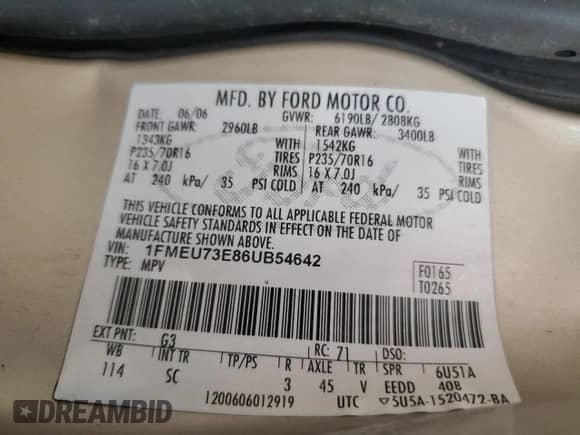 MFD. BY FORD MOTOR CO.
DATE: 06/06 GVWR: 6190LB/ 2808KG
FRONT GAWR: 2960LB REAR GAWR: 3400LB
1343KG WITH 1542KG WITH
P235/70R16 TIRES P235/70R16 TIRES
16 X 7.0J RIMS 16 X 7.0J RIMS
AT 240 kPa/ 35 PSI COLD AT 240 kPa/ 35 PSI COLD
THIS VEHICLE CONFORMS TO ALL APPLICABLE FEDERAL MOTOR
VEHICLE SAFETY STANDARDS IN EFFECT ON THE DATE OF
MANUFACTURE SHOWN ABOVE.
VIN: 1FMEU73E86UB54642
TYPE: MPV
F0165
T0265
EXT PNT: G3 RC: 71 DSO:
WB INT TR TP/PS R AXLE TR SPR 6U51A
114 SC 3 45 V EEDD 40B
1200606012919 UTC ▽5U5A-1520472-BA
DREAMBID